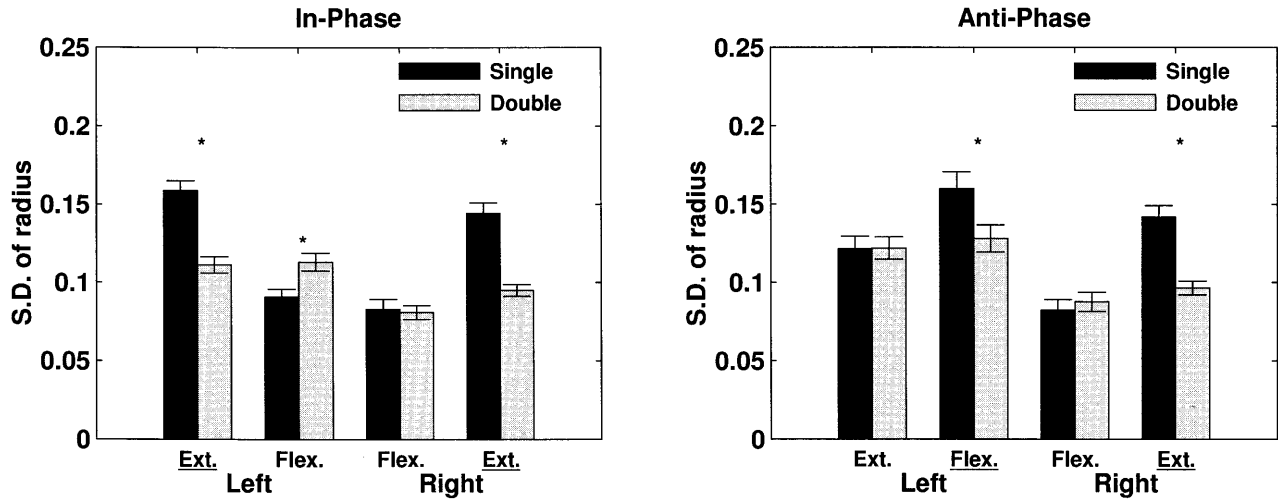 In-Phase
S.D. of radius
0.25
0.2
0.15
0.1
0.05
0
Single
Double
*
*
*
Ext. Flex. Flex. Ext.
Left Right
Anti-Phase
S.D. of radius
0.25
0.2
0.15
0.1
0.05
0
Single
Double
*
*
Ext. Flex. Flex. Ext.
Left Right